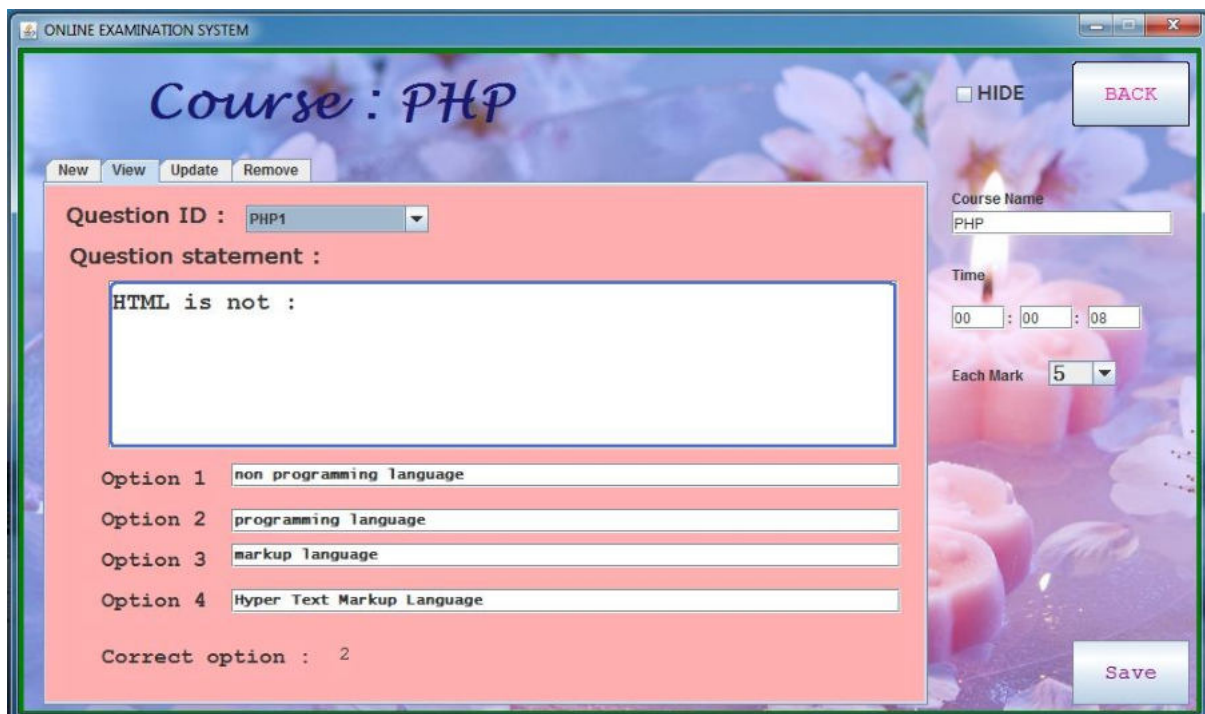 ONLINE EXAMINATION SYSTEM
Course : PHP
HIDE
BACK
New View Update Remove
Question ID : PHP1
Question statement :
HTML is not :
Option 1 non programming language
Option 2 programming language
Option 3 markup language
Option 4 Hyper Text Markup Language
Correct option : 2
Course Name
PHP
Time
00 : 00 : 08
Each Mark 5
Save